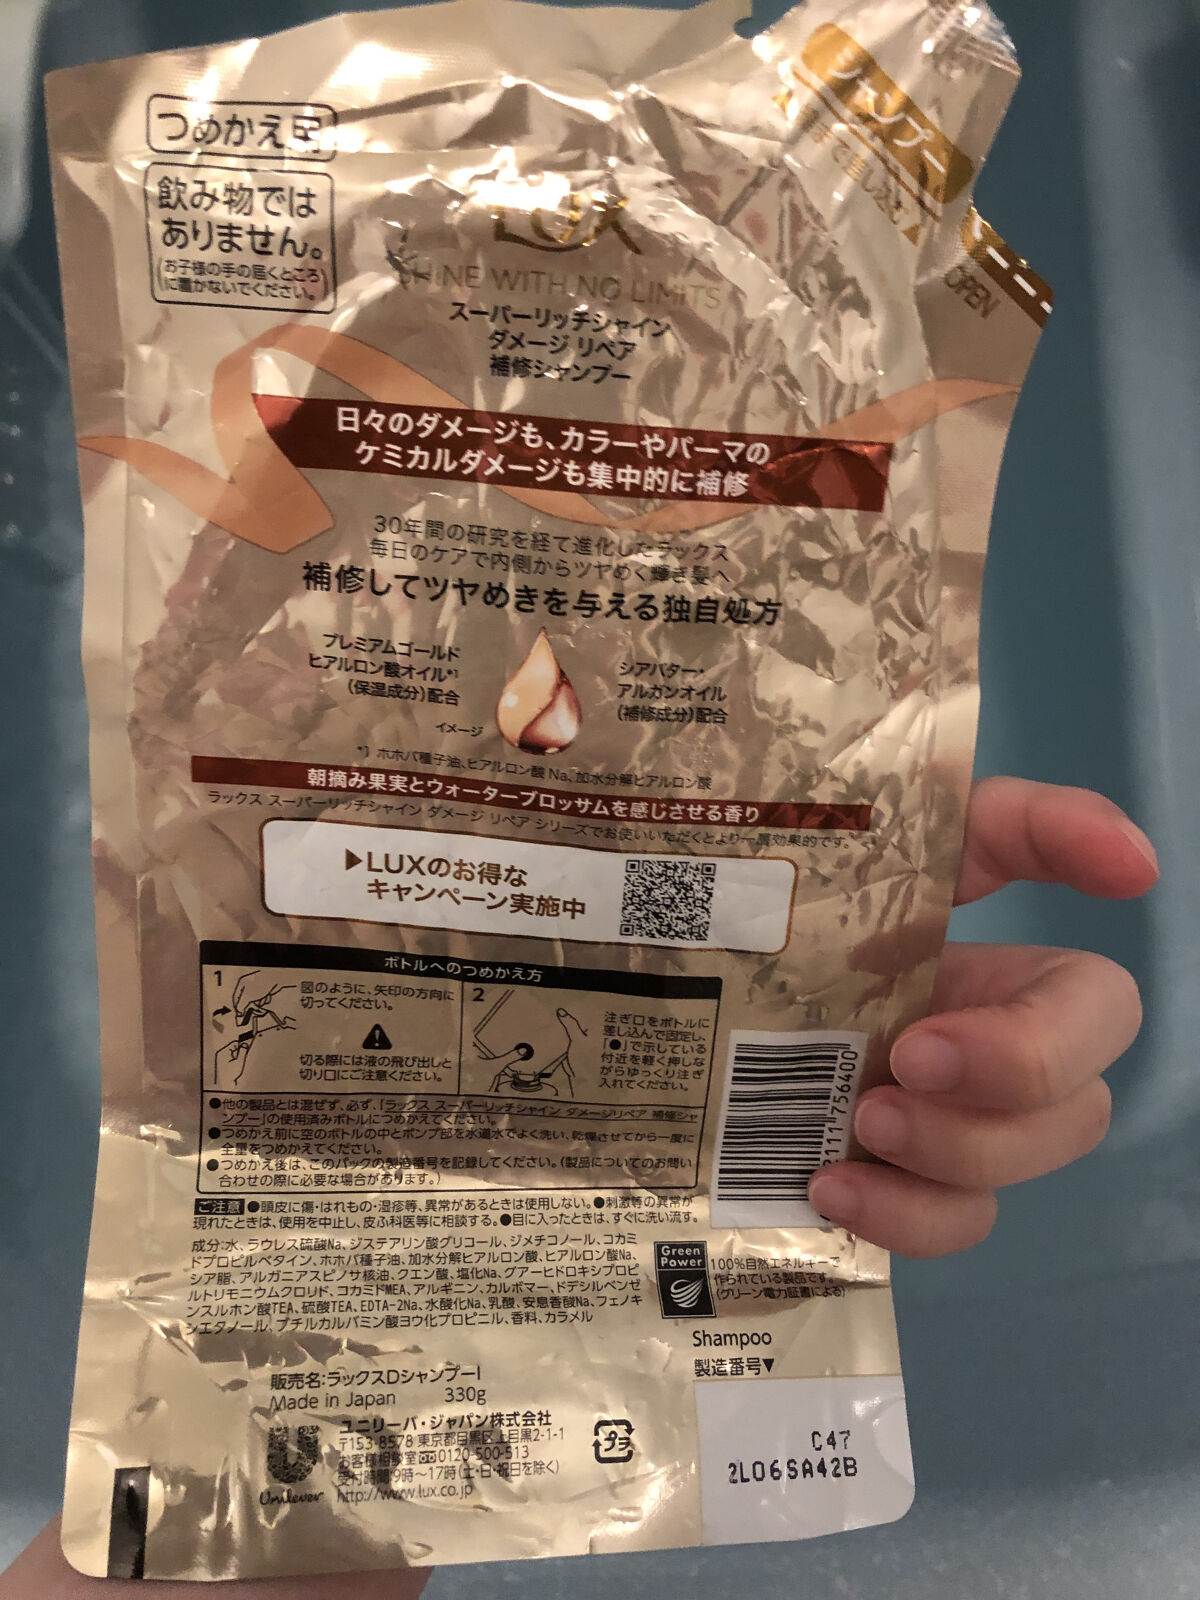 つめかえ用
飲み物では
ありません。
(お子様の手の届くところ
に置かないでください。)
シャンプー
まで差し込む
OPEN
LUX
SHINE WITH NO LIMITS
スーパーリッチシャイン
ダメージ リペア
補修シャンプー
日々のダメージも、カラーやパーマの
ケミカルダメージも集中的に補修
30年間の研究を経て進化したラックス
毎日のケアで内側からツヤめく輝き髪へ
補修してツヤめきを与える独自処方
プレミアムゴールド
ヒアルロン酸オイル*1
(保湿成分)配合
イメージ
シアバター・
アルガンオイル
(補修成分)配合
*1 ホホバ種子油、ヒアルロン酸 Na、加水分解ヒアルロン酸
朝摘み果実とウォーターブロッサムを感じさせる香り
ラックス スーパーリッチシャイン ダメージ リペア シリーズでお使いいただくとより一層効果的です。
▶LUXのお得な
キャンペーン実施中
ボトルへのつめかえ方
1
図のように、矢印の方向に
切ってください。
切る際には液の飛び出しと
切り口にご注意ください。
2
注ぎ口をボトルに
差し込んで固定し、
「●」で示している
付近を軽く押しな
がらゆっくり注ぎ
入れてください。
●他の製品とは混ぜず、必ず、「ラックス スーパーリッチシャイン ダメージリペア 補修シャ
ンプー」の使用済みボトルにつめかえてください。
●つめかえ前に空のボトルの中とポンプ部を水道水でよく洗い、乾燥させてから一度に
全量をつめかえてください。
●つめかえ後は、このパックの製造番号を記録してください。(製品についてのお問い
合わせの際に必要な場合があります。)
ご注意 ●頭皮に傷・はれもの・湿疹等、異常があるときは使用しない。●刺激等の異常が
現れたときは、使用を中止し、皮ふ科医等に相談する。●目に入ったときは、すぐに洗い流す。
成分:水、ラウレス硫酸Na、ジステアリン酸グリコール、ジメチコノール、コカミ
ドプロピルベタイン、ホホバ種子油、加水分解ヒアルロン酸、ヒアルロン酸Na、
シア脂、アルガニアスピノサ核油、クエン酸、塩化Na、グアーヒドロキシプロピ
ルトリモニウムクロリド、コカミドMEA、アルギニン、カルボマー、ドデシルベンゼ
ンスルホン酸TEA、硫酸TEA、EDTA-2Na、水酸化Na、乳酸、安息香酸Na、フェノキ
シエタノール、ブチルカルバミン酸ヨウ化プロピニル、香料、カラメル
111 756400
Green
Power
100%自然エネルギーで
作られている製品です。
(グリーン電力証書による)
Shampoo
製造番号▼
C47
2L06SA42B
販売名:ラックスDシャンプーI
Made in Japan 330g
ユニリーバ・ジャパン株式会社
〒153-8578 東京都目黒区上目黒2-1-1
お客様相談室 0120-500-513
受付時間 9時〜17時(土・日・祝日を除く)
http://www.lux.co.jp
Unilever
プラ